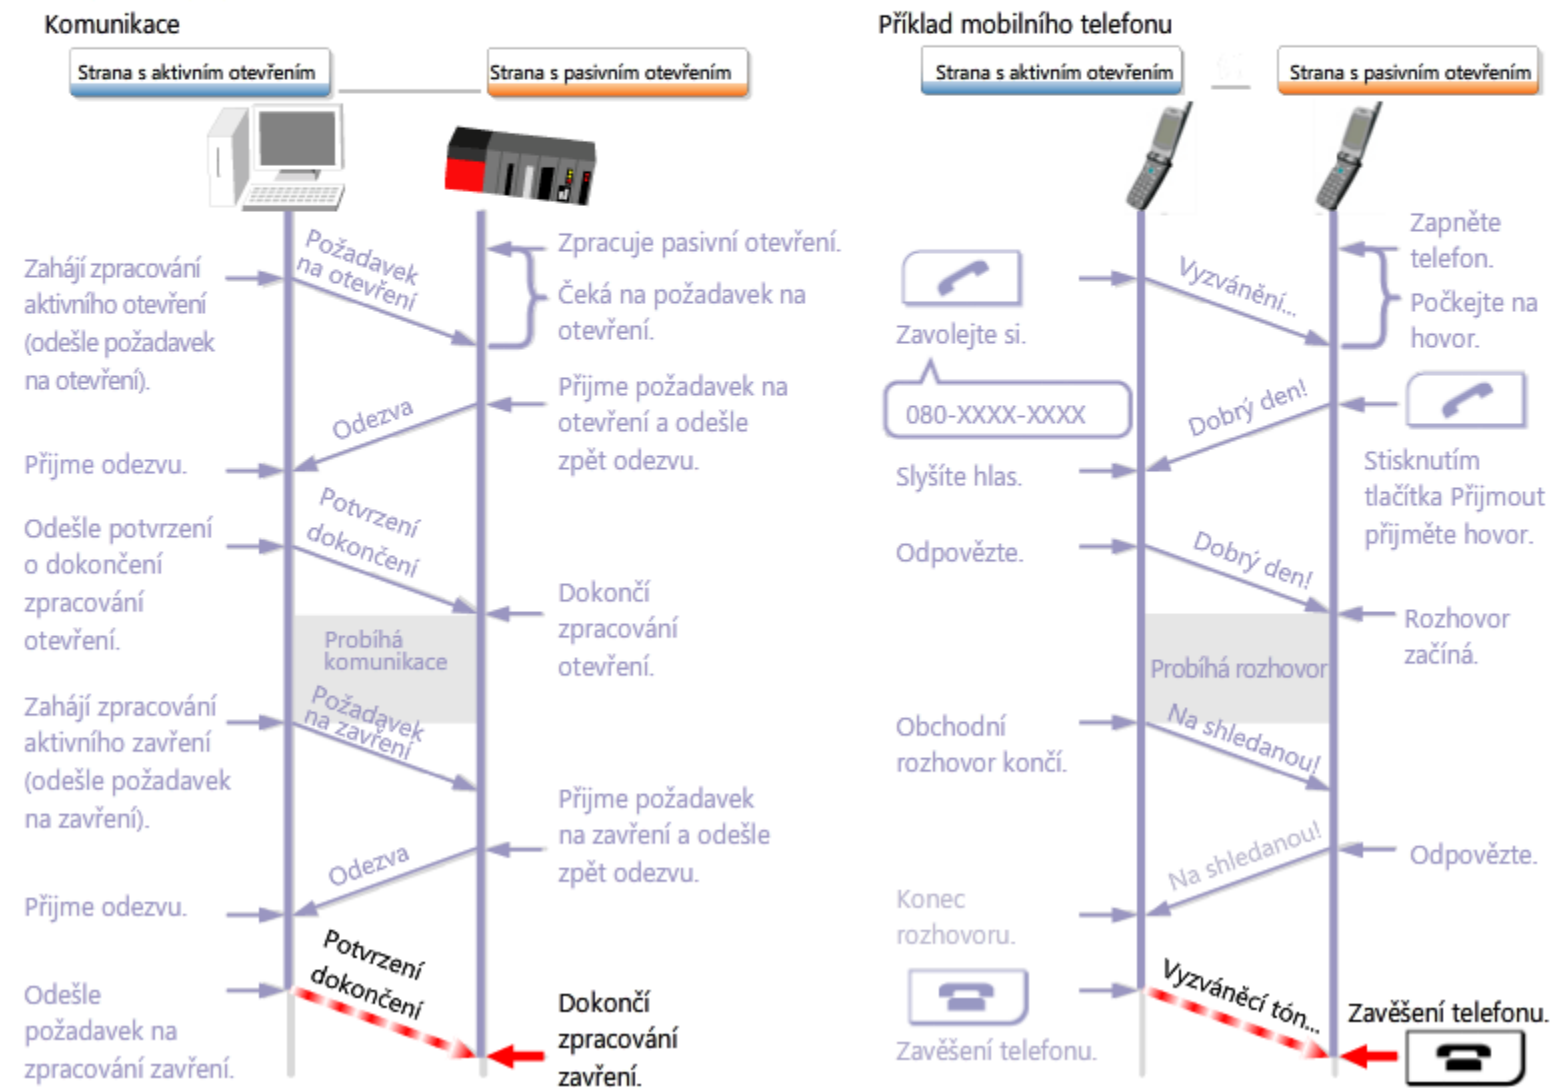 Komunikace
Strana s aktivním otevřením
Strana s pasivním otevřením
Požadavek
na otevření
Zpracuje pasivní otevření.
Zahájí zpracování
aktivního otevření
(odešle požadavek
na otevření).
Čeká na požadavek na
otevření.
Přijme požadavek na
otevření a odešle
zpět odezvu.
Odezva
Přijme odezvu.
Potvrzení
dokončení
Odešle potvrzení
o dokončení
zpracování
otevření.
Dokončí
zpracování
otevření.
Probíhá
komunikace
Zahájí zpracování
aktivního zavření
(odešle požadavek
na zavření).
Požadavek
na zavření
Přijme požadavek
na zavření a odešle
zpět odezvu.
Odezva
Přijme odezvu.
Potvrzení
dokončení
Odešle
požadavek na
zpracování zavření.
Dokončí
zpracování
zavření.
Příklad mobilního telefonu
Strana s aktivním otevřením
Strana s pasivním otevřením
Zapněte
telefon.
Vyzvánění...
Počkejte na
hovor.
Zavolejte si.
080-XXXX-XXXX
Dobrý den!
Slyšíte hlas.
Stisknutím
tlačítka Přijmout
přijměte hovor.
Odpovězte.
Dobrý den!
Rozhovor
začíná.
Probíhá rozhovor
Obchodní
rozhovor končí.
Na shledanou!
Na shledanou!
Odpovězte.
Konec
rozhovoru.
Vyzváněcí tón...
Zavěšení telefonu.
Zavěšení telefonu.